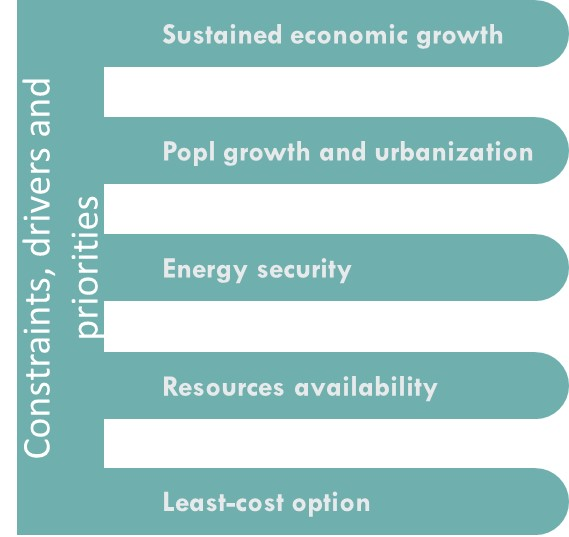 Constraints, drivers and
priorities
Sustained economic growth
Popl growth and urbanization
Energy security
Resources availability
Least-cost option